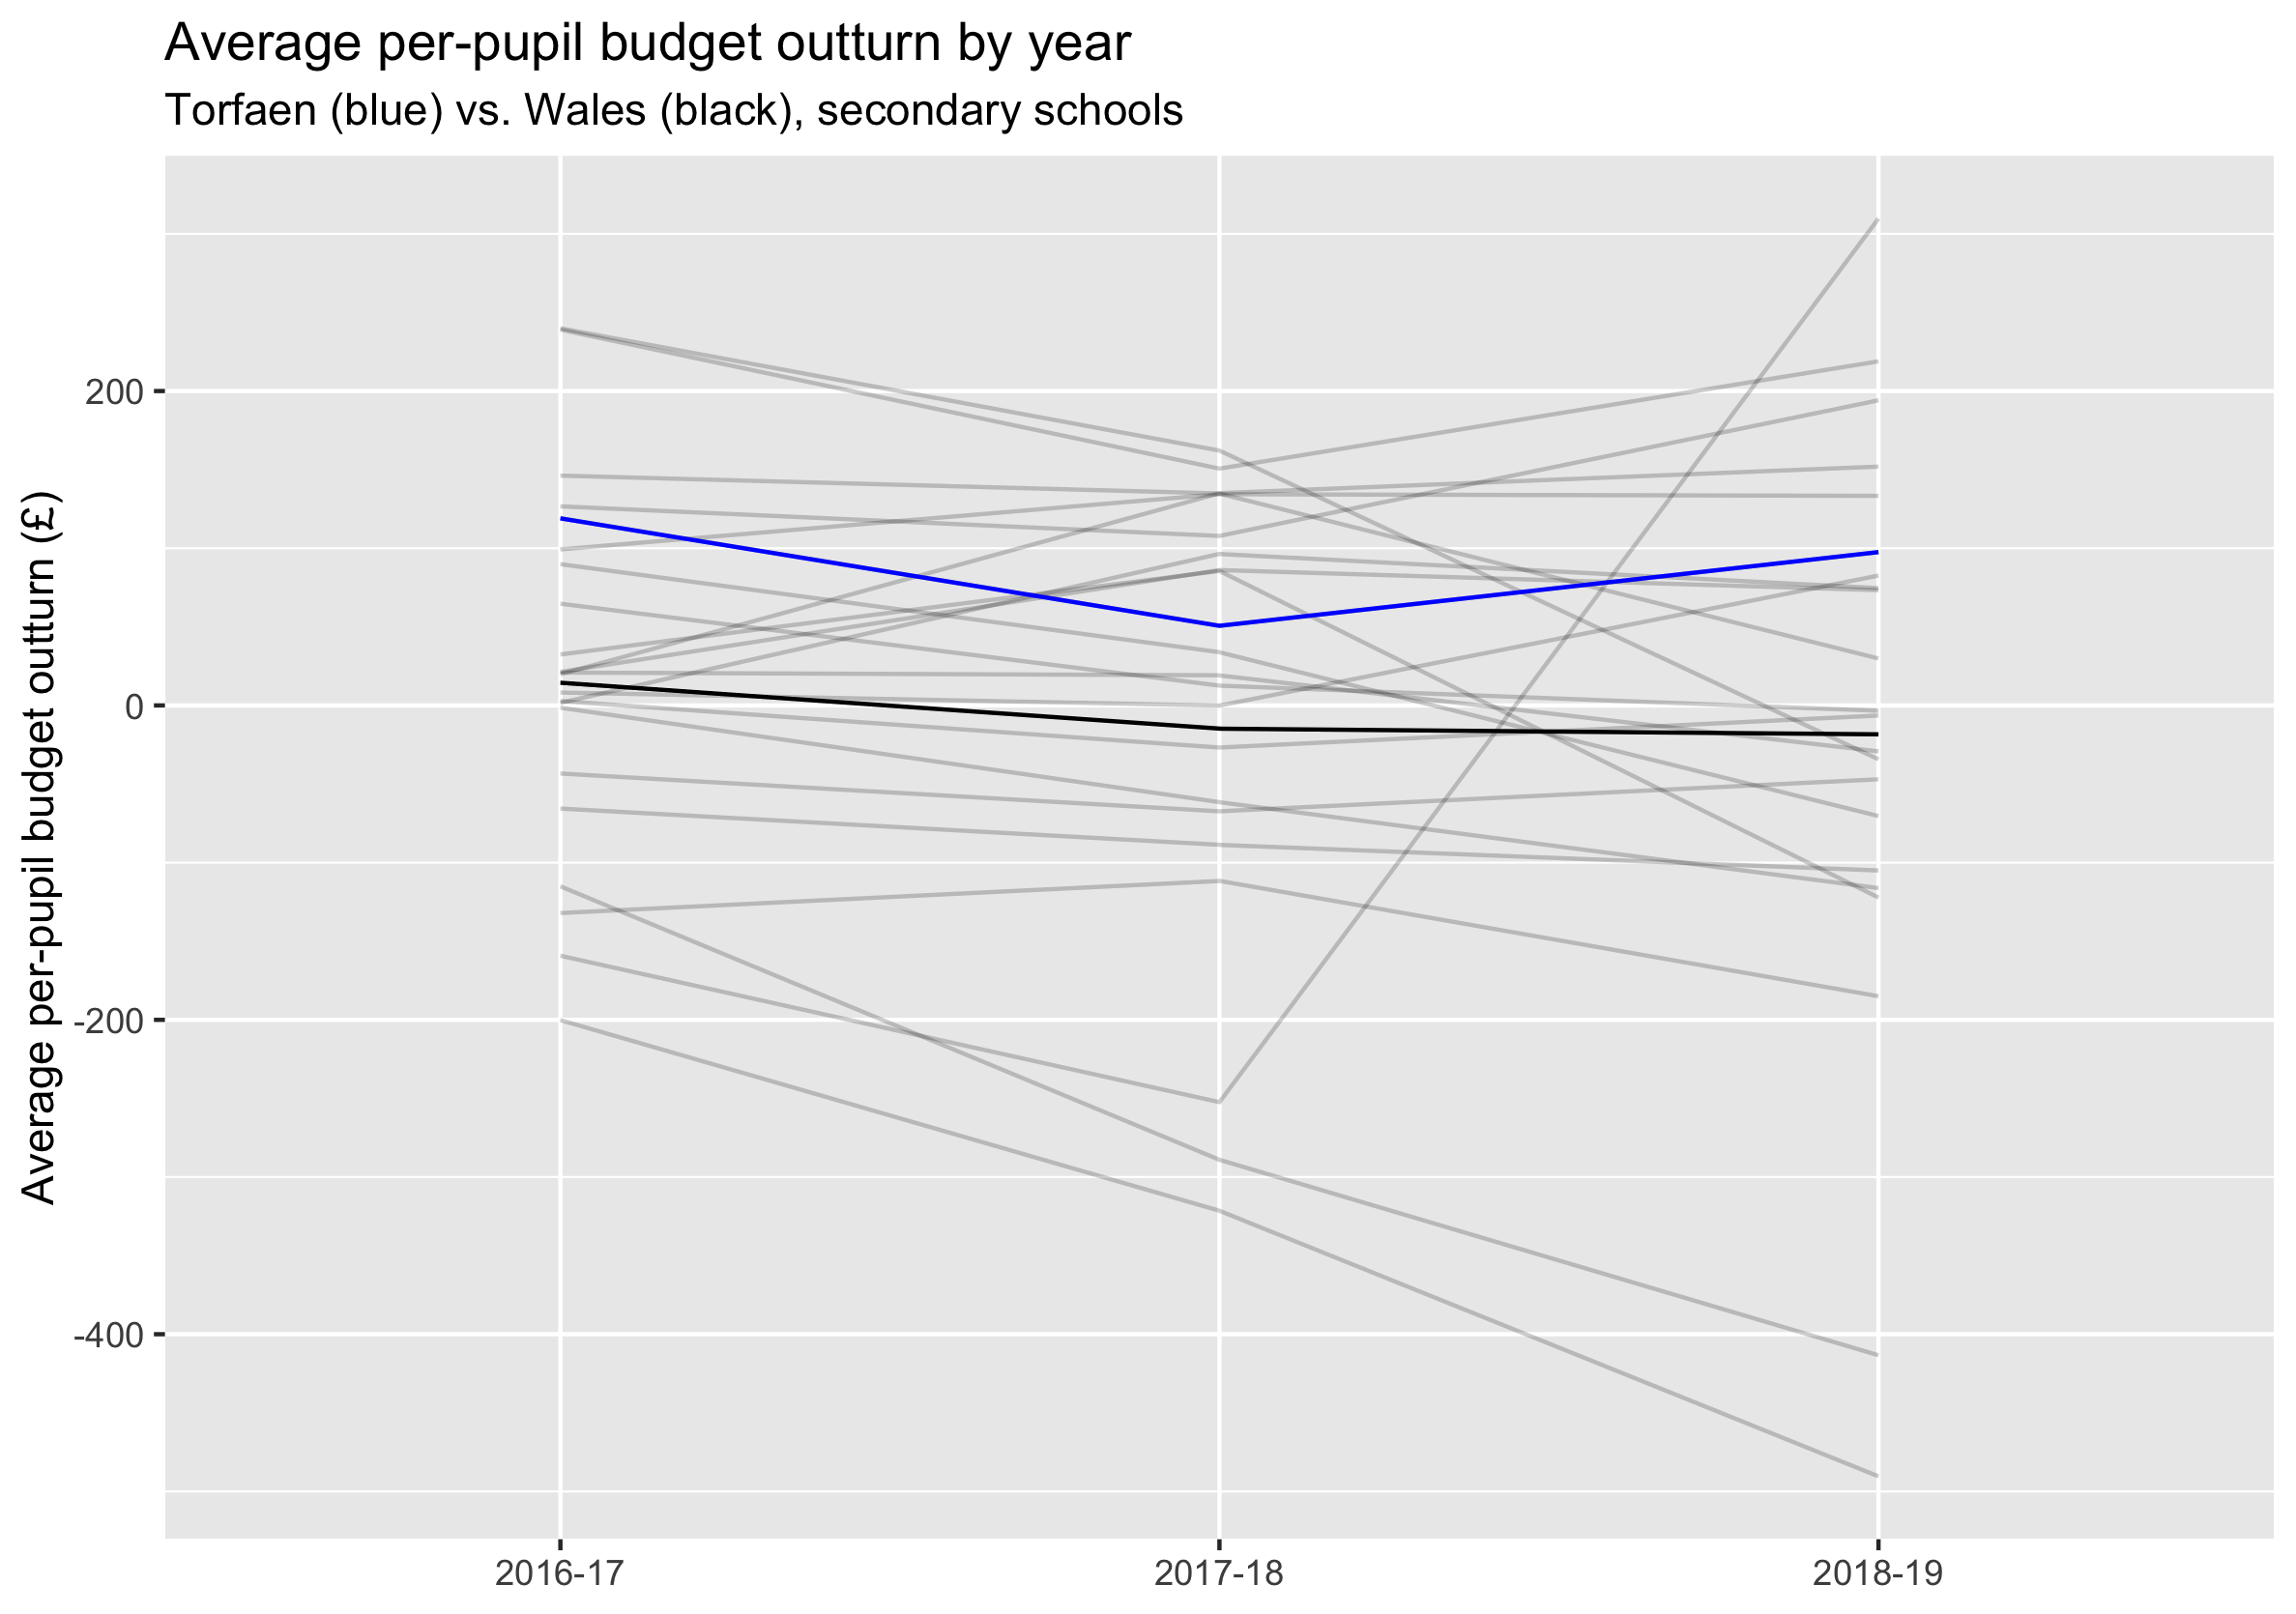 Average per-pupil budget outturn by year
Torfaen (blue) vs. Wales (black), secondary schools
Average per-pupil budget outturn (£)
200
0
-200
-400
2016-17
2017-18
2018-19